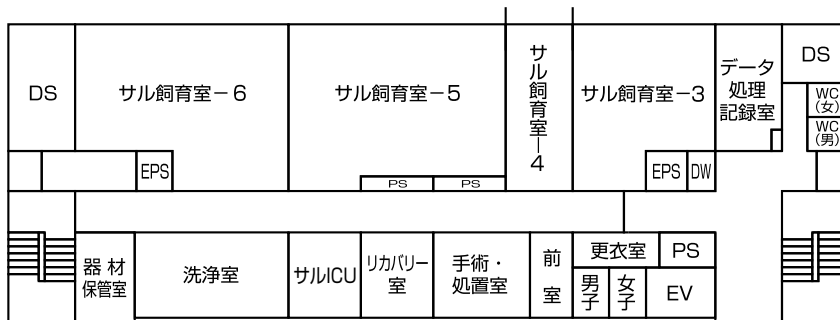 DS
サル飼育室－6
サル飼育室－5
サル飼育室－4
サル飼育室－3
データ
処理
記録室
DS
WC
(女)
WC
(男)
EPS
PS
PS
EPS
DW
器材
保管室
洗浄室
サルICU
リカバリー
室
手術・
処置室
前
室
更衣室
PS
男子
女子
EV